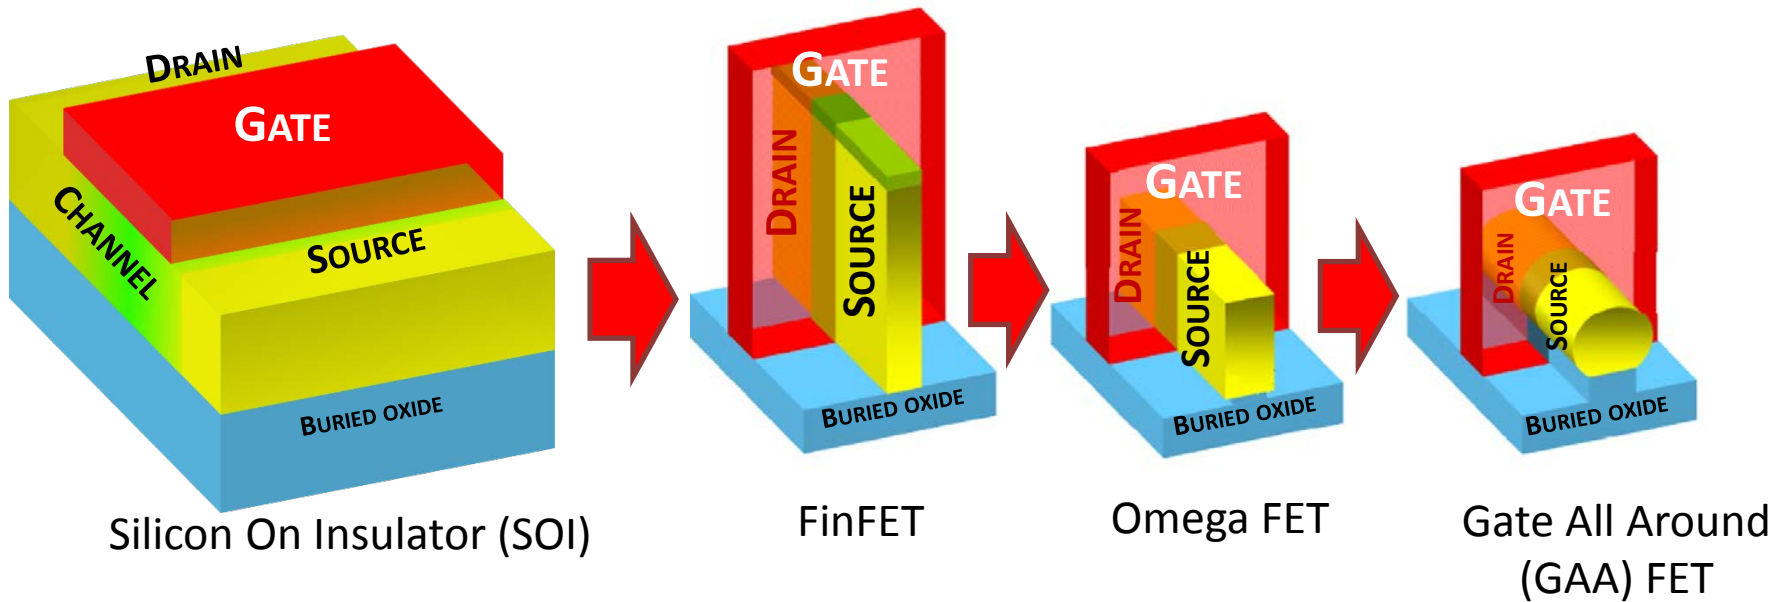 DRAIN
GATE
CHANNEL
SOURCE
BURIED OXIDE
Silicon On Insulator (SOI)
GATE
DRAIN
SOURCE
BURIED OXIDE
FinFET
GATE
DRAIN
SOURCE
BURIED OXIDE
Omega FET
GATE
DRAIN
SOURCE
BURIED OXIDE
Gate All Around
(GAA) FET